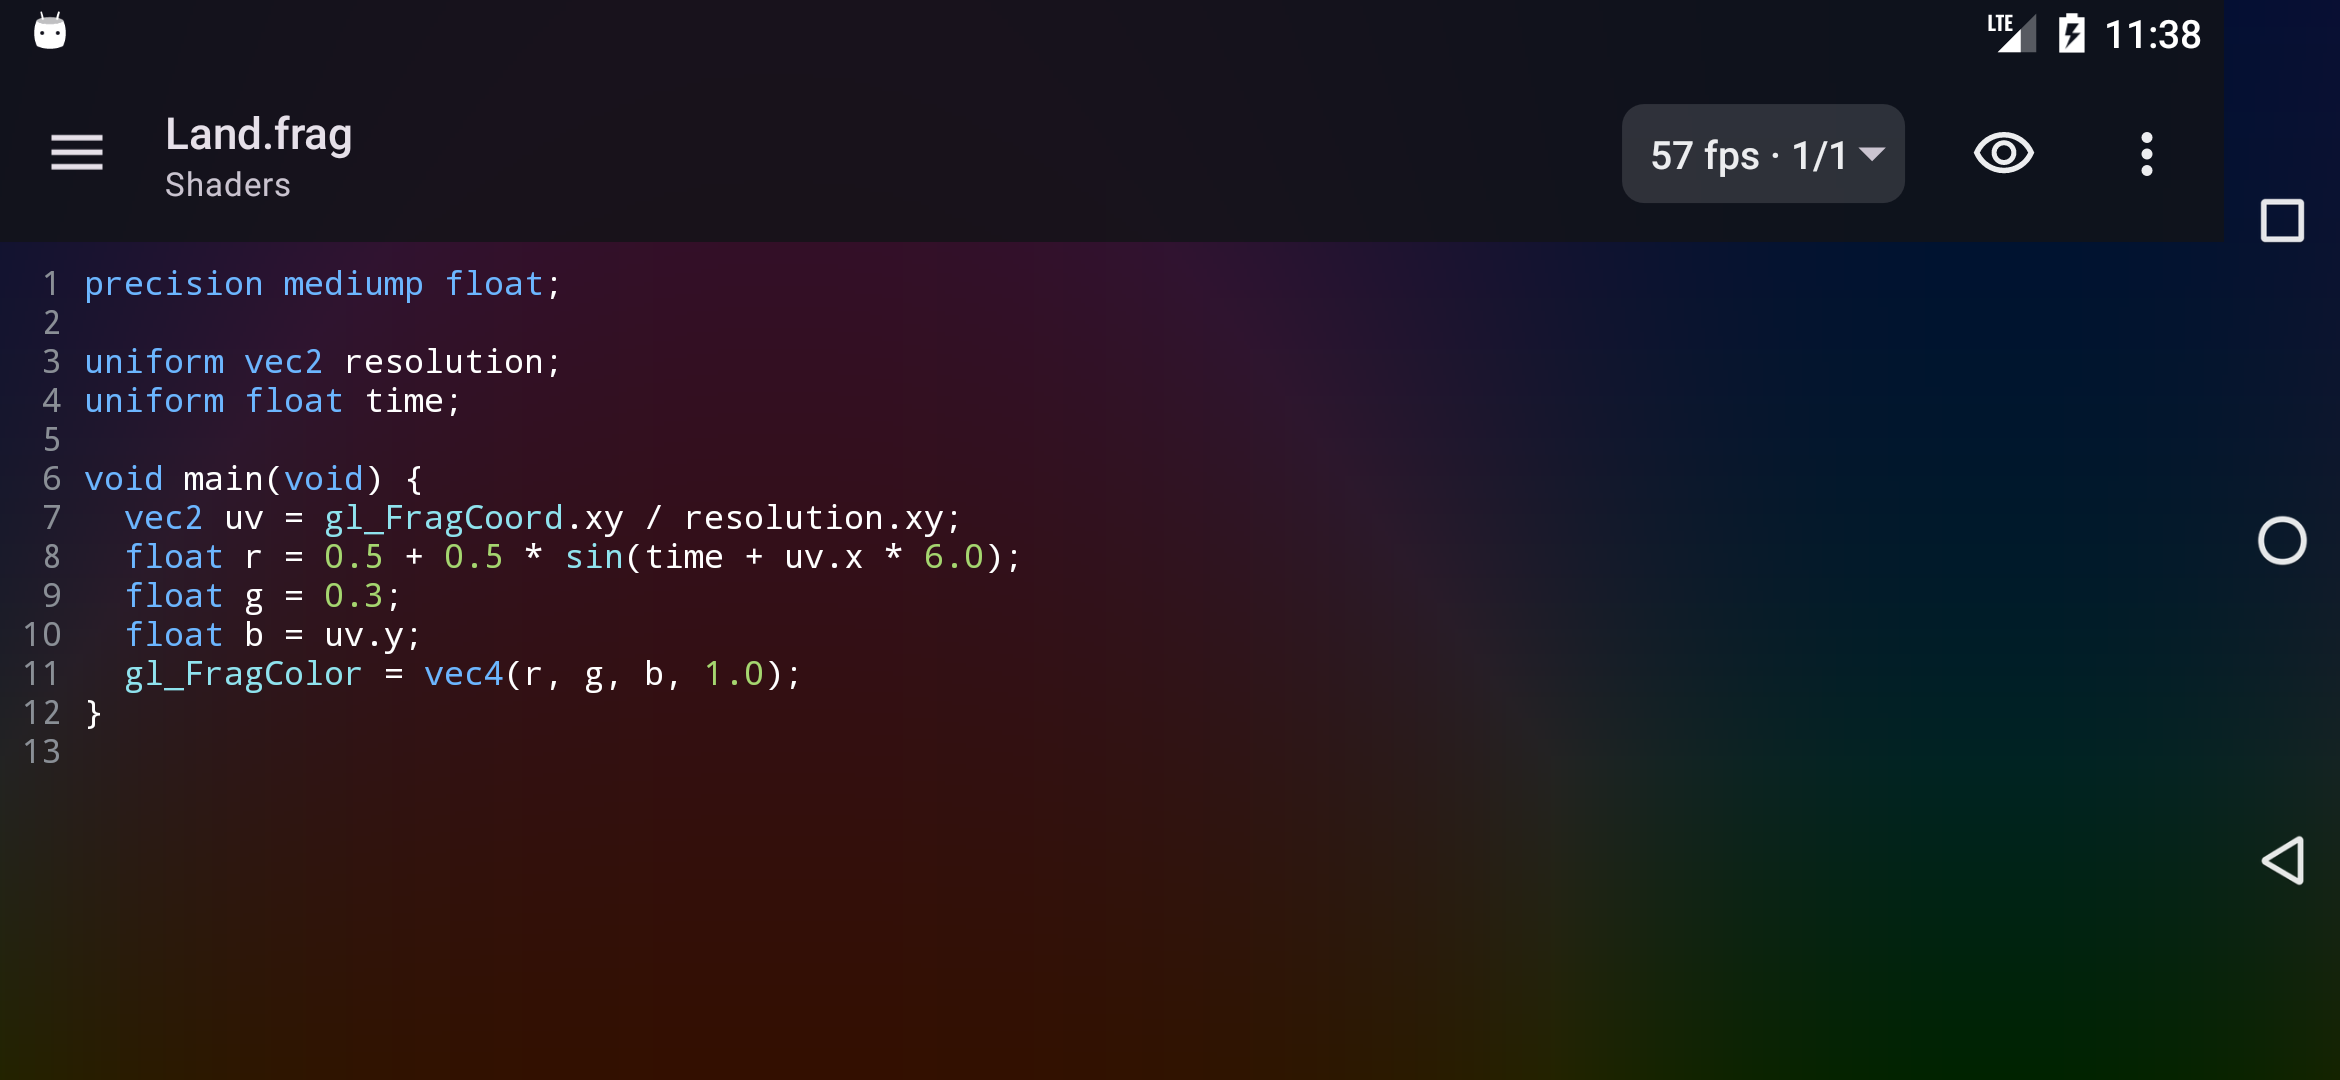 LTE 11:38
Land.frag
Shaders
57 fps · 1/1
1 precision mediump float;
2
3 uniform vec2 resolution;
4 uniform float time;
5
6 void main(void) {
7   vec2 uv = gl_FragCoord.xy / resolution.xy;
8   float r = 0.5 + 0.5 * sin(time + uv.x * 6.0);
9   float g = 0.3;
10   float b = uv.y;
11   gl_FragColor = vec4(r, g, b, 1.0);
12 }
13